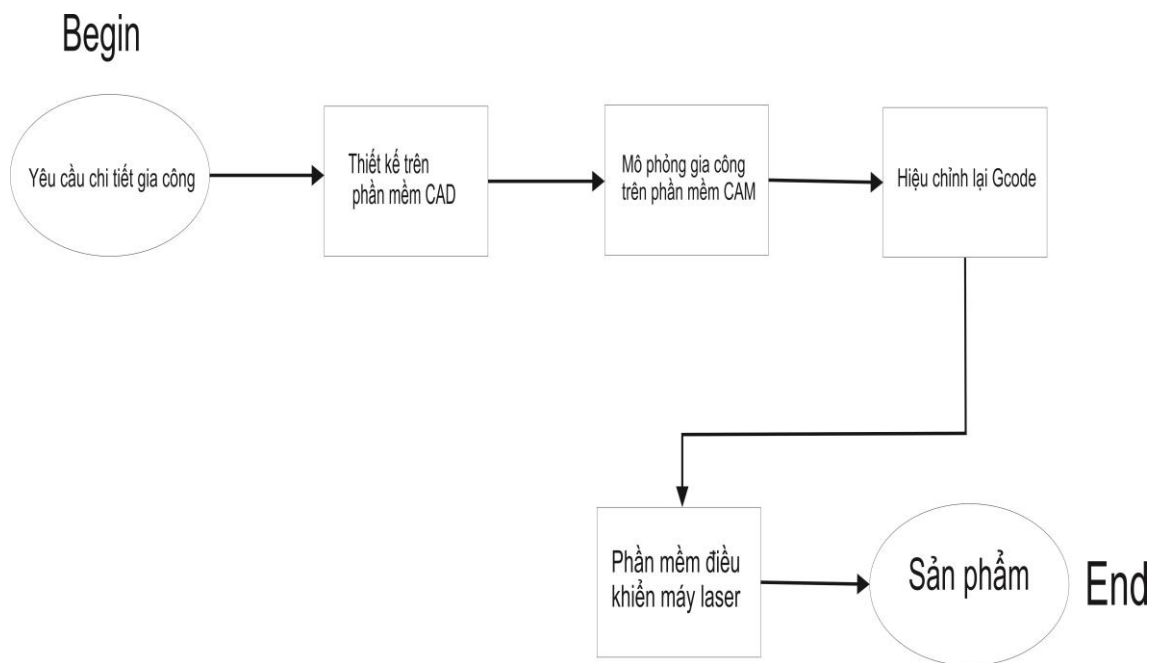 Begin
Yêu cầu chi tiết gia công
Thiết kế trên
phần mềm CAD
Mô phỏng gia công
trên phần mềm CAM
Hiệu chỉnh lại Gcode
Phần mềm điều
khiển máy laser
Sản phẩm
End